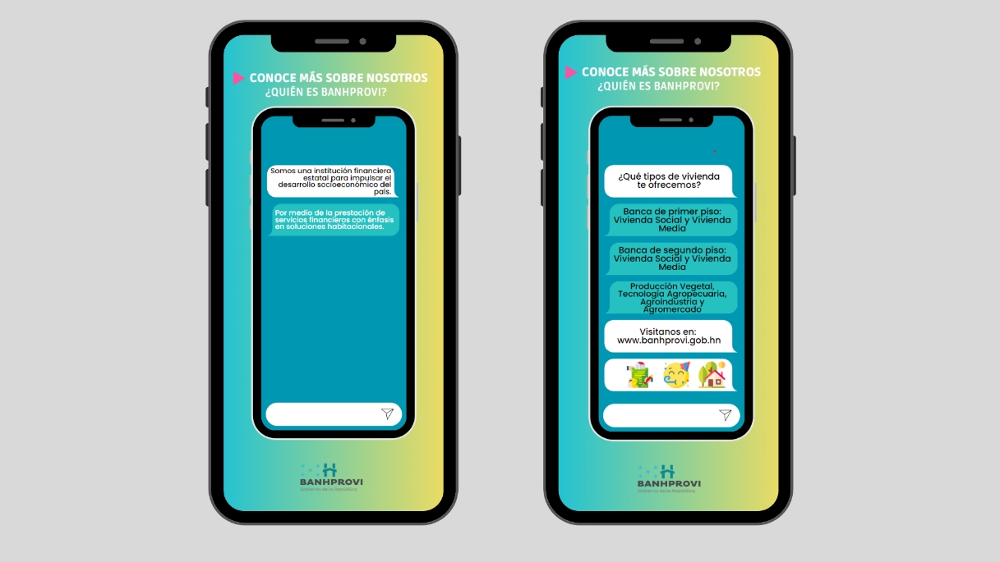 CONOCE MÁS SOBRE NOSOTROS
¿QUIÉN ES BANHPROVI?
Somos una institución financiera
estatal para impulsar el
desarrollo socioeconómico del
país.
Por medio de la prestación de
servicios financieros con énfasis
en soluciones habitacionales.
BANHPROVI
Gobierno de la República
CONOCE MÁS SOBRE NOSOTROS
¿QUIÉN ES BANHPROVI?
¿Qué tipos de vivienda
te ofrecemos?
Banca de primer piso:
Vivienda Social y Vivienda
Media
Banca de segundo piso:
Vivienda Social y Vivienda
Media
Producción Vegetal,
Tecnología Agropecuaria,
Agroindustria y
Agromercado
Visitanos en:
www.banhprovi.gob.hn
BANHPROVI
Gobierno de la República